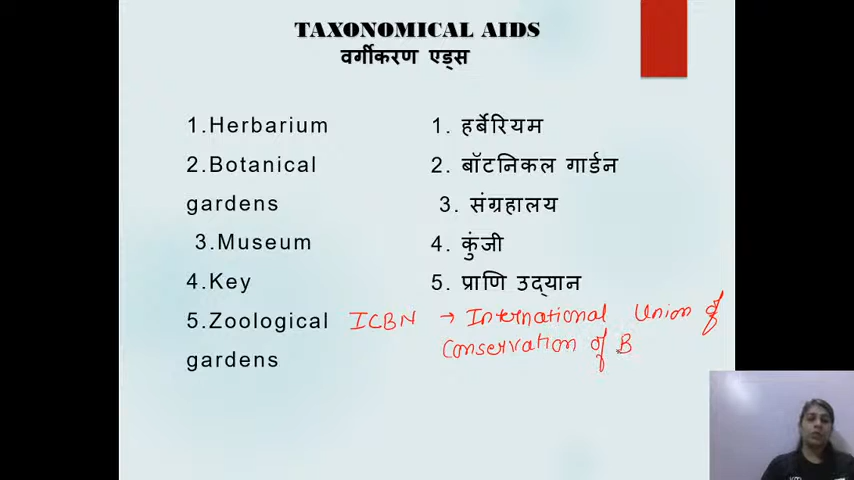 TAXONOMICAL AIDS
वर्गीकरण एड्स
1.Herbarium
2.Botanical
gardens
3.Museum
4.Key
5.Zoological
gardens
1. हर्बेरियम
2. बॉटनिकल गार्डन
3. संग्रहालय
4. कुंजी
5. प्राणि उद्यान
ICBN → International Union of
Conservation of B